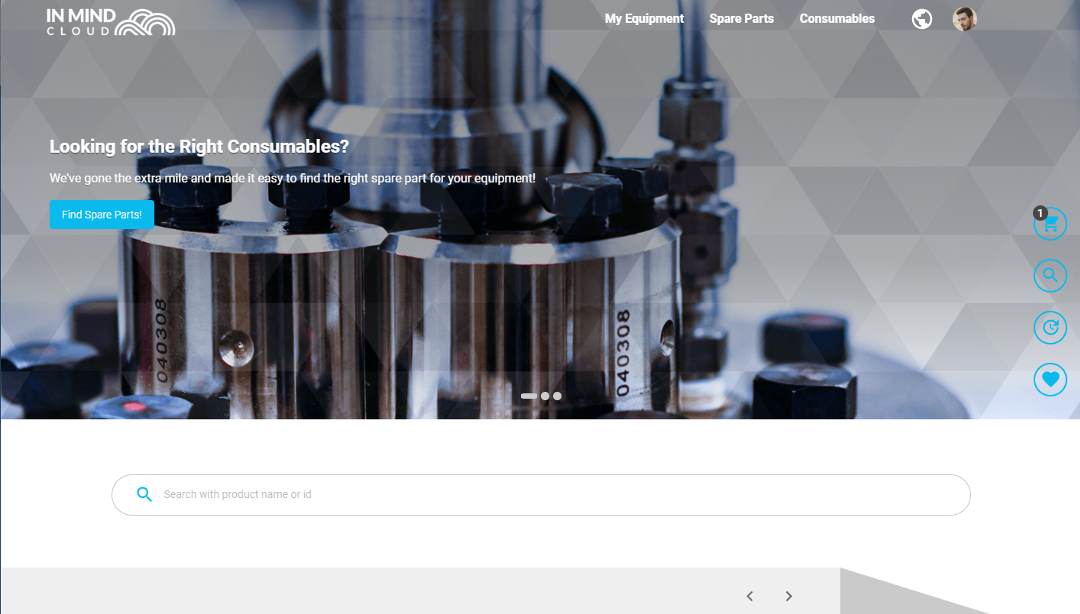 IN MIND
CLOUD
My Equipment
Spare Parts
Consumables
Looking for the Right Consumables?
We've gone the extra mile and made it easy to find the right spare part for your equipment!
Find Spare Parts!
1
040308
040308
Search with product name or id